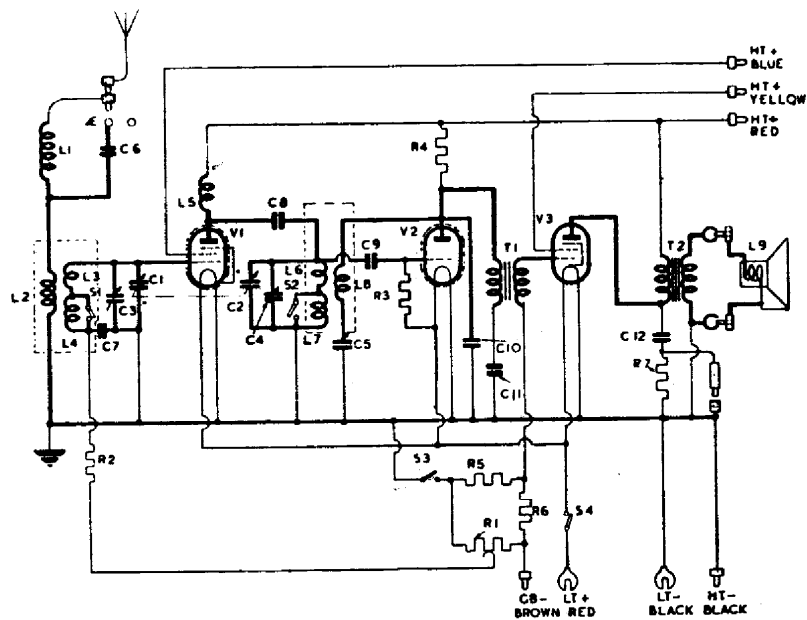 HT+
BLUE
HT+
YELLOW
HT+
RED
L1
C6
R4
L5
C8
V1
V2
V3
T1
T2
L9
L2
L3
S1
C1
C3
L4
C7
C2
C4
L6
S2
L7
L8
C9
R3
C5
C10
C11
C12
R7
R2
S3
R5
R1
R6
S4
GB-
BROWN
LT+
RED
LT-
BLACK
HT-
BLACK